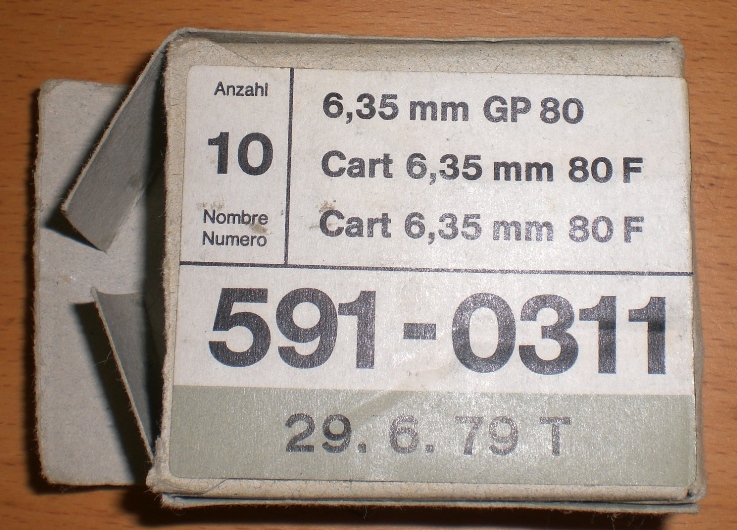 Anzahl
10
Nombre
Numero
6,35 mm GP 80
Cart 6,35 mm 80 F
Cart 6,35 mm 80 F
591-0311
29. 6. 79 T